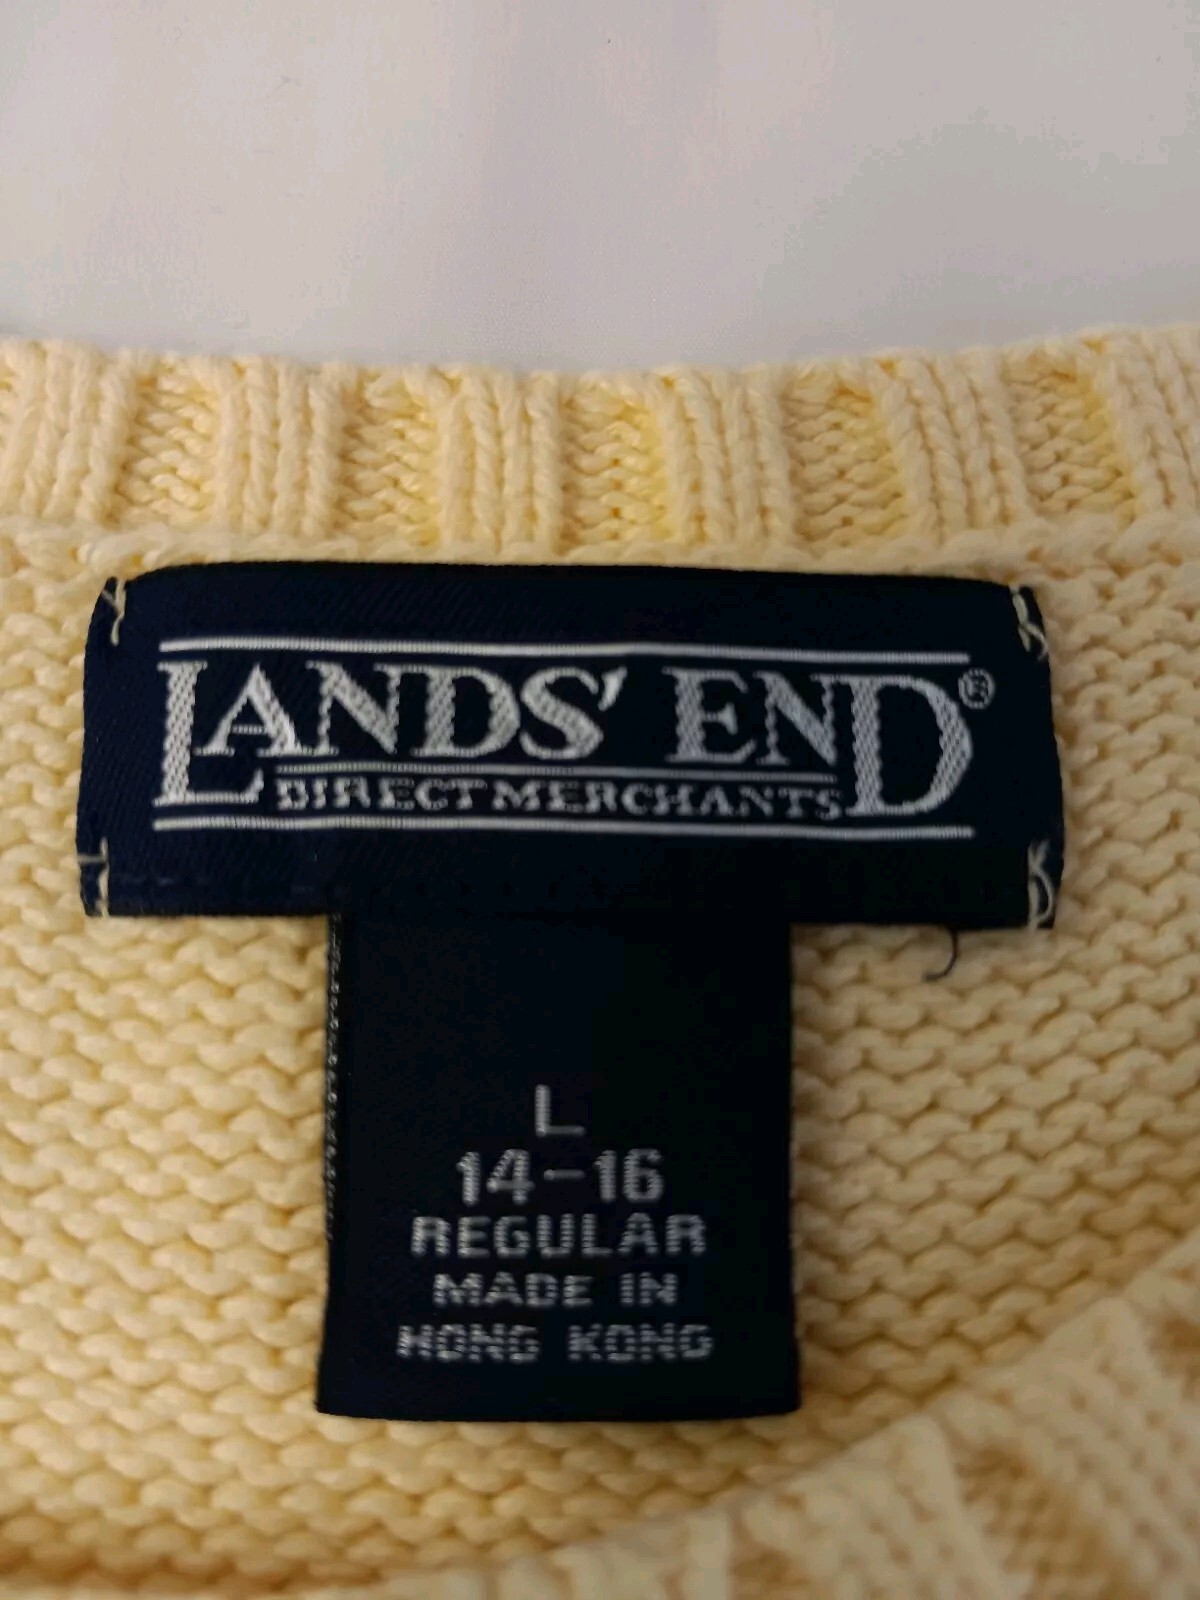 LANDS' END®
DIRECT MERCHANTS
L
14-16
REGULAR
MADE IN
HONG KONG